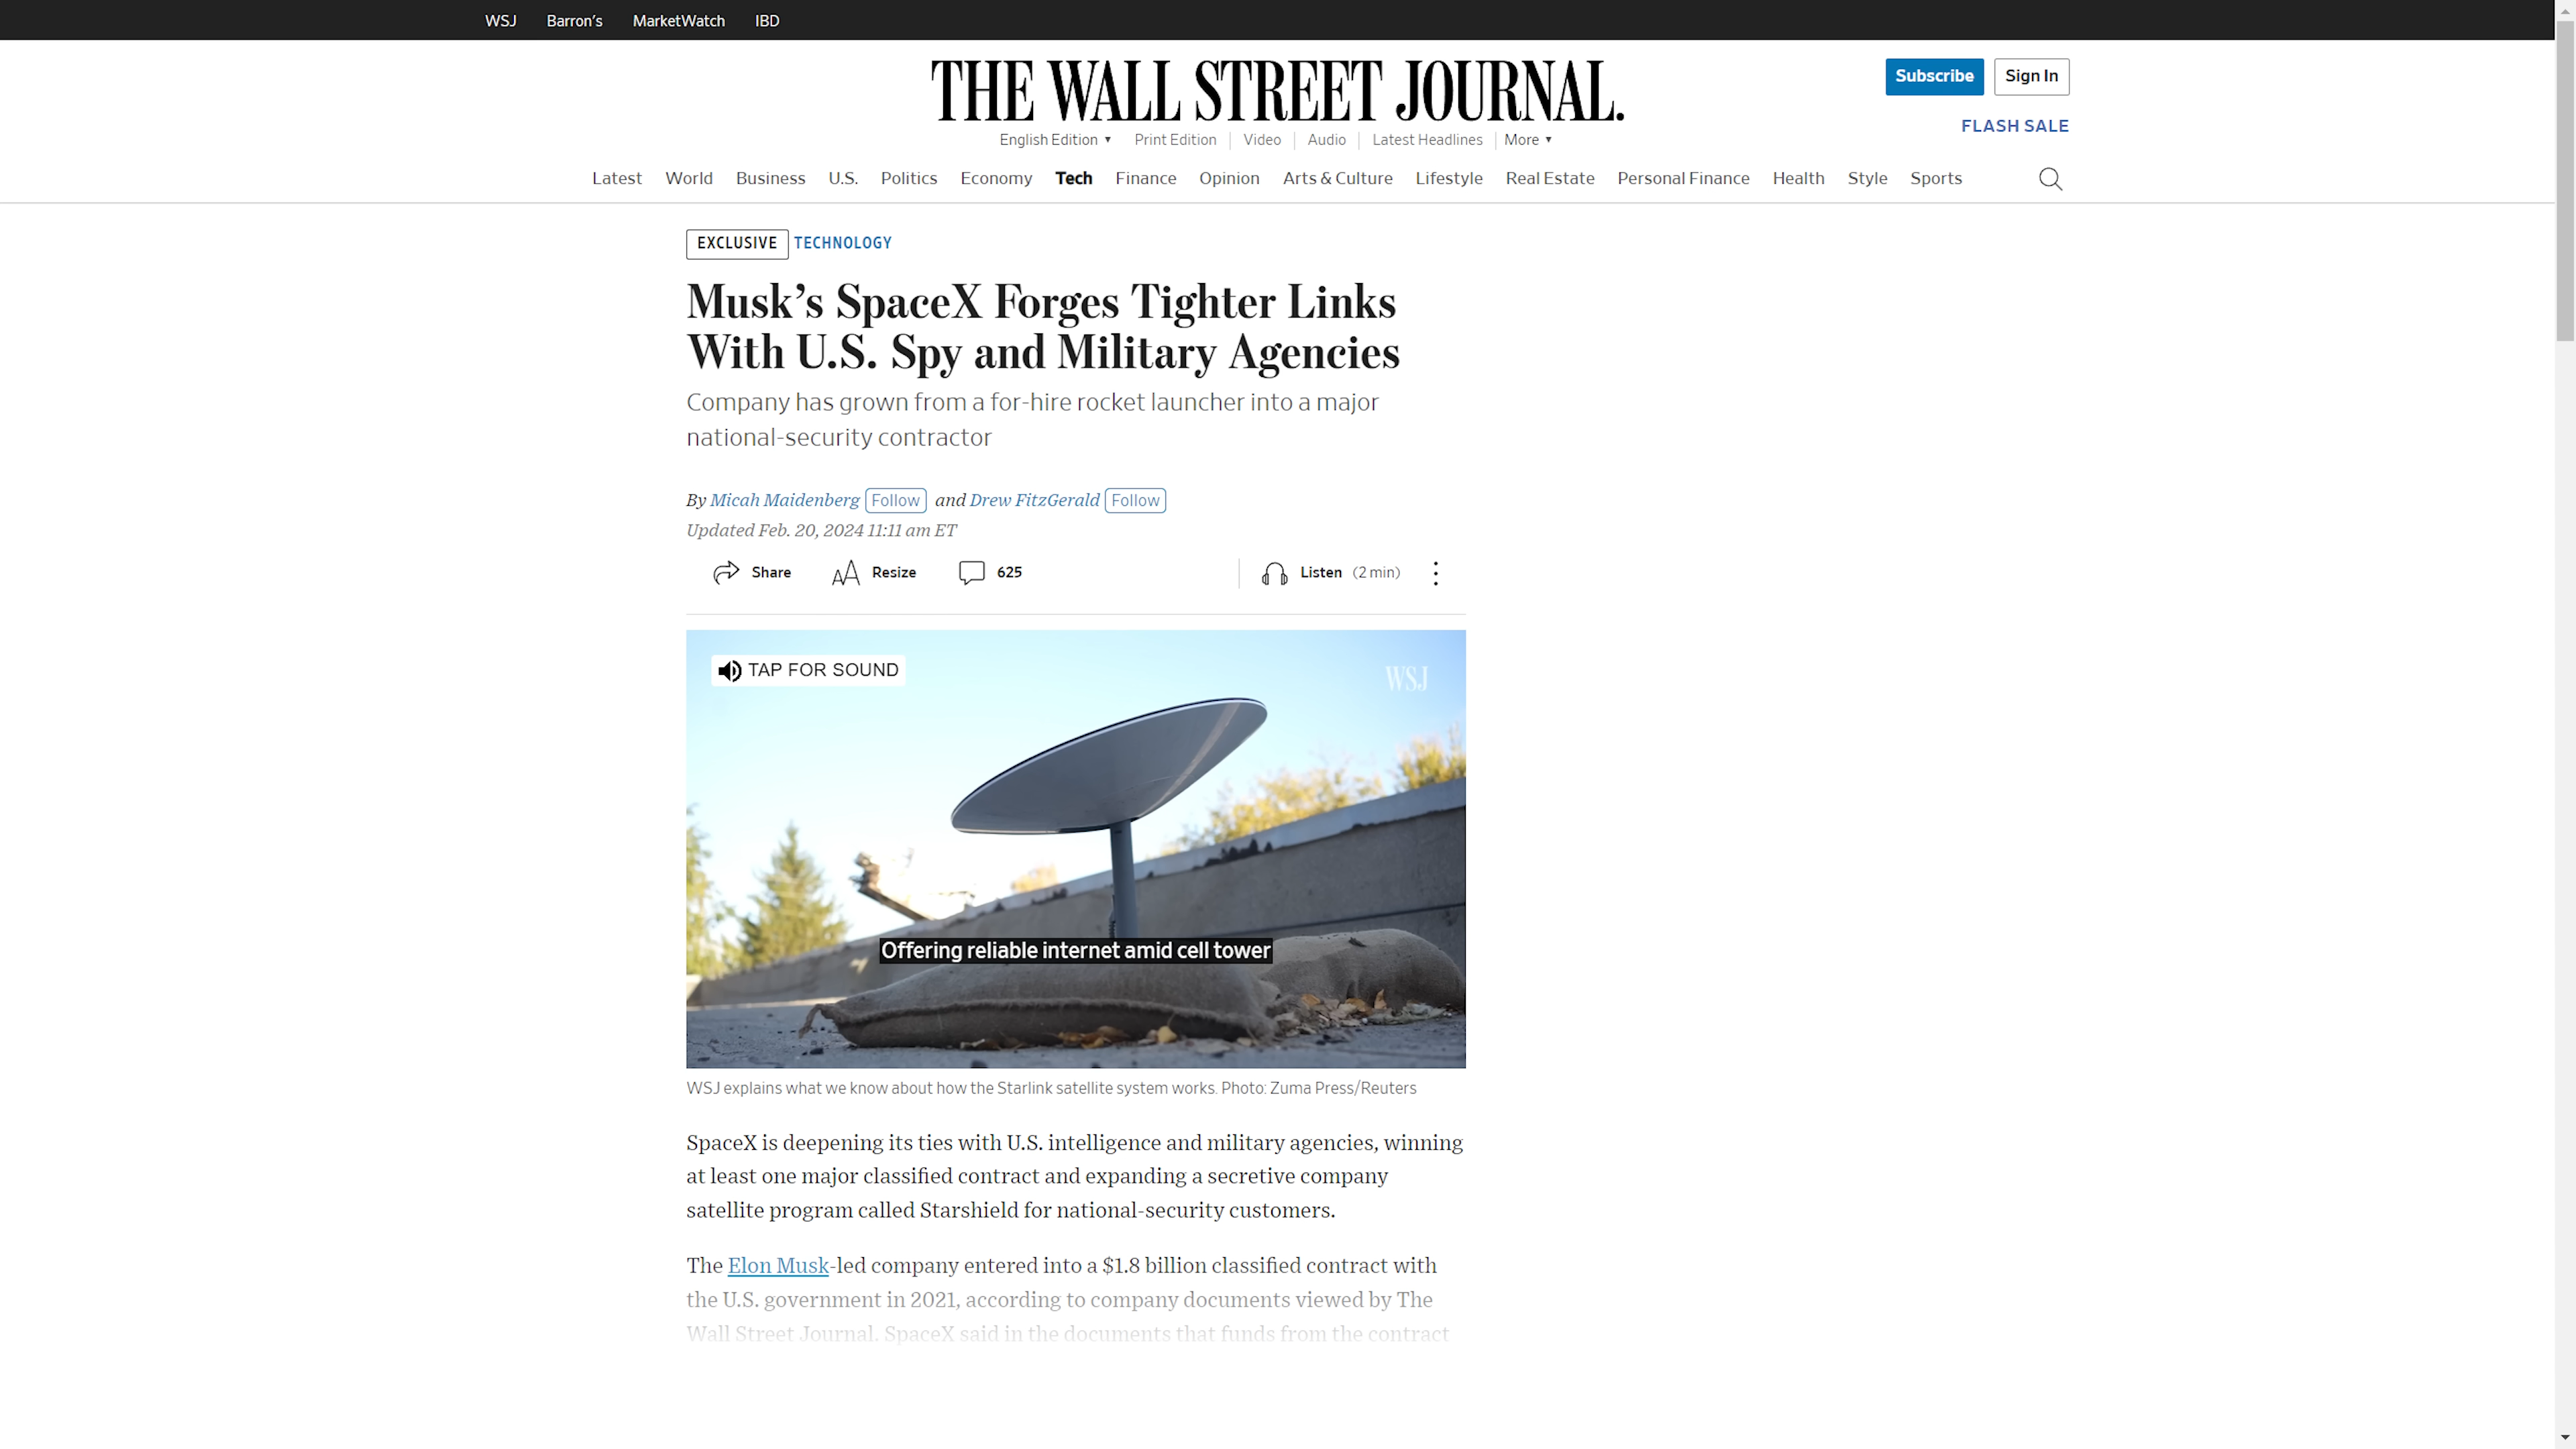 WSJ Barron's MarketWatch IBD
THE WALL STREET JOURNAL.
Subscribe Sign In
FLASH SALE
English Edition Print Edition Video Audio Latest Headlines More
Latest World Business U.S. Politics Economy Tech Finance Opinion Arts & Culture Lifestyle Real Estate Personal Finance Health Style Sports
EXCLUSIVE TECHNOLOGY
Musk’s SpaceX Forges Tighter Links
With U.S. Spy and Military Agencies
Company has grown from a for-hire rocket launcher into a major
national-security contractor
By Micah Maidenberg Follow and Drew FitzGerald Follow
Updated Feb. 20, 2024 11:11 am ET
Share Resize 625 Listen (2 min)
TAP FOR SOUND
WSJ
Offering reliable internet amid cell tower
WSJ explains what we know about how the Starlink satellite system works. Photo: Zuma Press/Reuters
SpaceX is deepening its ties with U.S. intelligence and military agencies, winning
at least one major classified contract and expanding a secretive company
satellite program called Starshield for national-security customers.
The Elon Musk-led company entered into a $1.8 billion classified contract with
the U.S. government in 2021, according to company documents viewed by The
Wall Street Journal. SpaceX said in the documents that funds from the contract